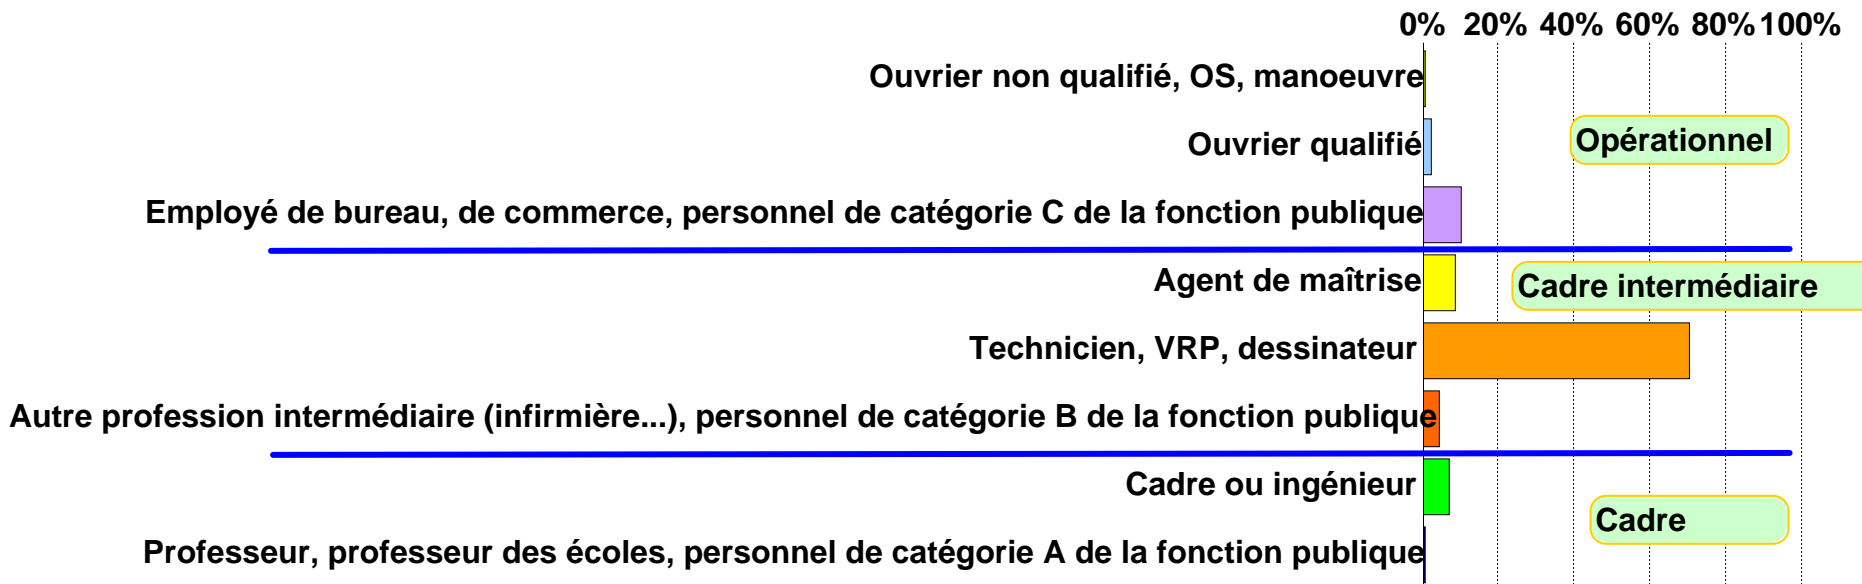 0% 20% 40% 60% 80% 100%
Ouvrier non qualifié, OS, manoeuvre
Opérationnel
Ouvrier qualifié
Employé de bureau, de commerce, personnel de catégorie C de la fonction publique
Agent de maîtrise
Cadre intermédiaire
Technicien, VRP, dessinateur
Autre profession intermédiaire (infirmière...), personnel de catégorie B de la fonction publique
Cadre ou ingénieur
Cadre
Professeur, professeur des écoles, personnel de catégorie A de la fonction publique